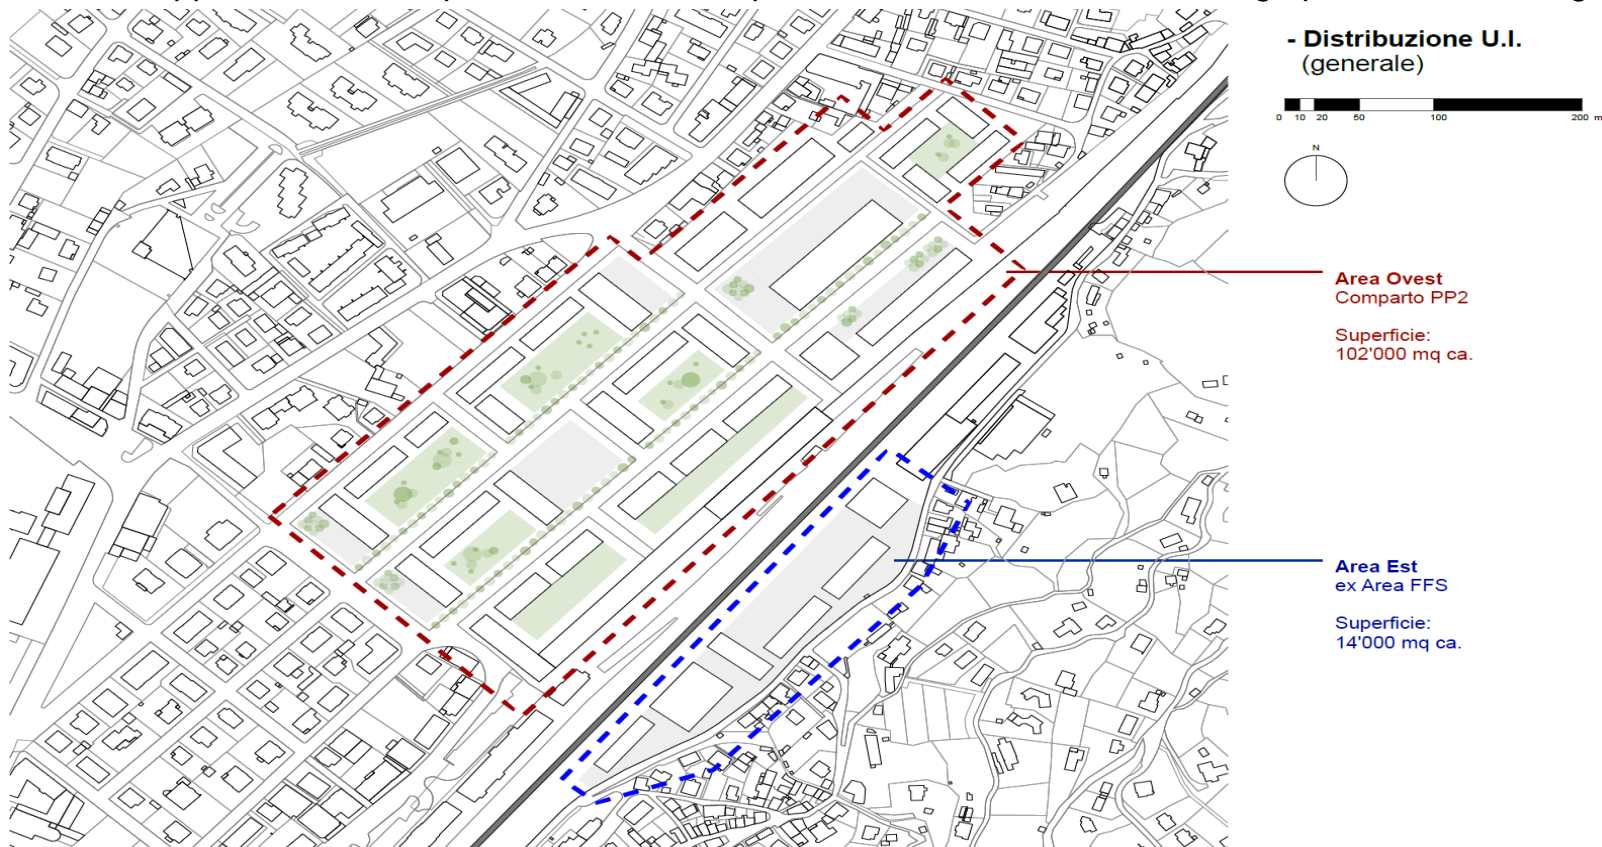 - Distribuzione U.I.
(generale)
0 10 20 50 100 200 m
N
Area Ovest
Comparto PP2
Superficie:
102'000 mq ca.
Area Est
ex Area FFS
Superficie:
14'000 mq ca.